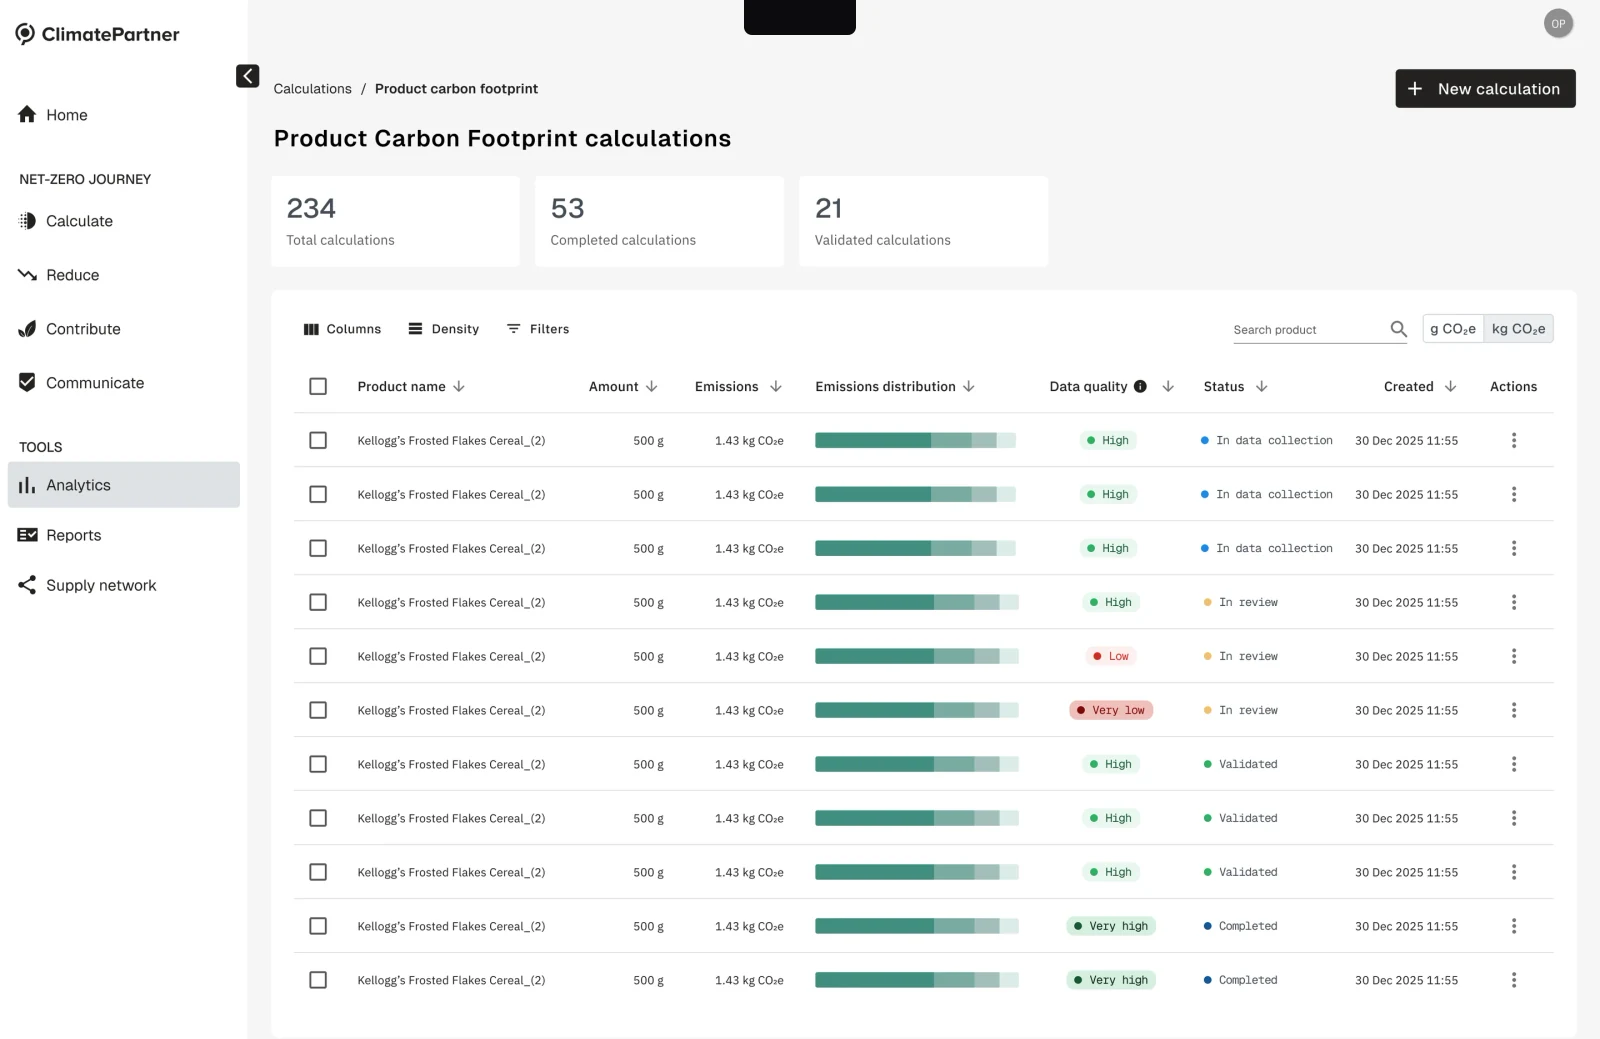 ClimatePartner
OP
Calculations / Product carbon footprint
+ New calculation
Home
Product Carbon Footprint calculations
NET-ZERO JOURNEY
Calculate
Reduce
Contribute
Communicate
TOOLS
Analytics
Reports
Supply network
234
Total calculations
53
Completed calculations
21
Validated calculations
Columns Density Filters Search product g CO₂e kg CO₂e
Product name Amount Emissions Emissions distribution Data quality Status Created Actions
Kellogg's Frosted Flakes Cereal_(2) 500 g 1.43 kg CO₂e High In data collection 30 Dec 2025 11:55
Kellogg's Frosted Flakes Cereal_(2) 500 g 1.43 kg CO₂e High In data collection 30 Dec 2025 11:55
Kellogg's Frosted Flakes Cereal_(2) 500 g 1.43 kg CO₂e High In data collection 30 Dec 2025 11:55
Kellogg's Frosted Flakes Cereal_(2) 500 g 1.43 kg CO₂e High In review 30 Dec 2025 11:55
Kellogg's Frosted Flakes Cereal_(2) 500 g 1.43 kg CO₂e Low In review 30 Dec 2025 11:55
Kellogg's Frosted Flakes Cereal_(2) 500 g 1.43 kg CO₂e Very low In review 30 Dec 2025 11:55
Kellogg's Frosted Flakes Cereal_(2) 500 g 1.43 kg CO₂e High Validated 30 Dec 2025 11:55
Kellogg's Frosted Flakes Cereal_(2) 500 g 1.43 kg CO₂e High Validated 30 Dec 2025 11:55
Kellogg's Frosted Flakes Cereal_(2) 500 g 1.43 kg CO₂e High Validated 30 Dec 2025 11:55
Kellogg's Frosted Flakes Cereal_(2) 500 g 1.43 kg CO₂e Very high Completed 30 Dec 2025 11:55
Kellogg's Frosted Flakes Cereal_(2) 500 g 1.43 kg CO₂e Very high Completed 30 Dec 2025 11:55